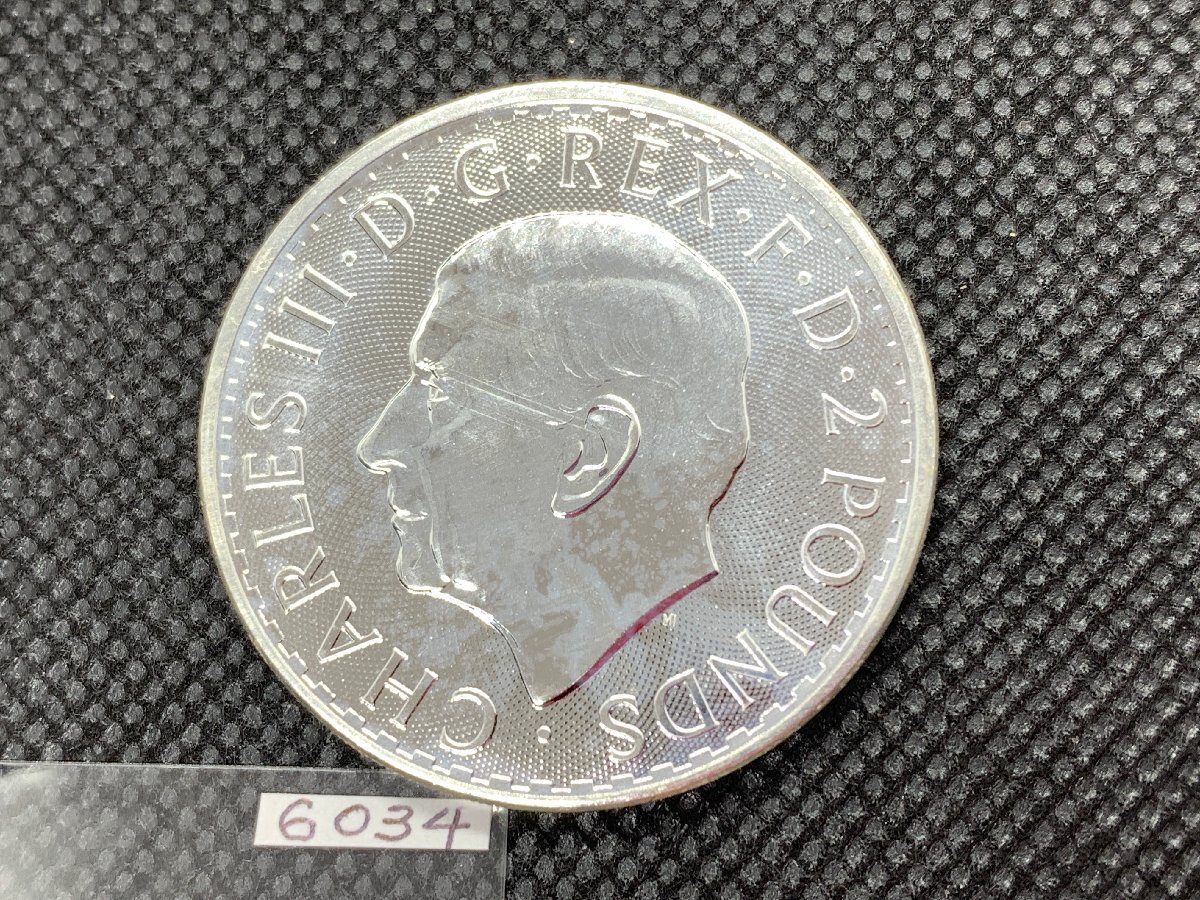 · CHARLES III · D · G · REX · F · D · 2 POUNDS
M
6034